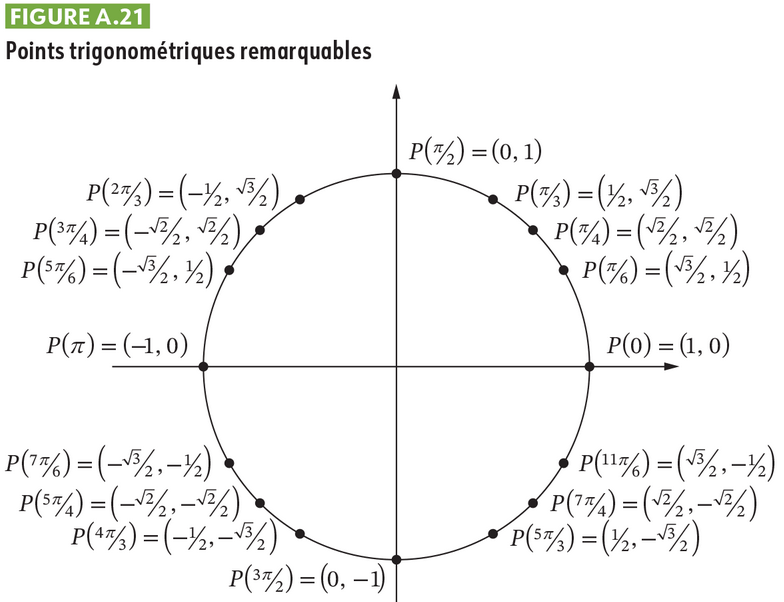 FIGURE A.21
Points trigonométriques remarquables
P(π/2) = (0, 1)
P(2π/3) = (−1/2, √3/2)
P(π/3) = (1/2, √3/2)
P(3π/4) = (−√2/2, √2/2)
P(π/4) = (√2/2, √2/2)
P(5π/6) = (−√3/2, 1/2)
P(π/6) = (√3/2, 1/2)
P(π) = (−1, 0)
P(0) = (1, 0)
P(7π/6) = (−√3/2, −1/2)
P(11π/6) = (√3/2, −1/2)
P(5π/4) = (−√2/2, −√2/2)
P(7π/4) = (√2/2, −√2/2)
P(4π/3) = (−1/2, −√3/2)
P(5π/3) = (1/2, −√3/2)
P(3π/2) = (0, −1)